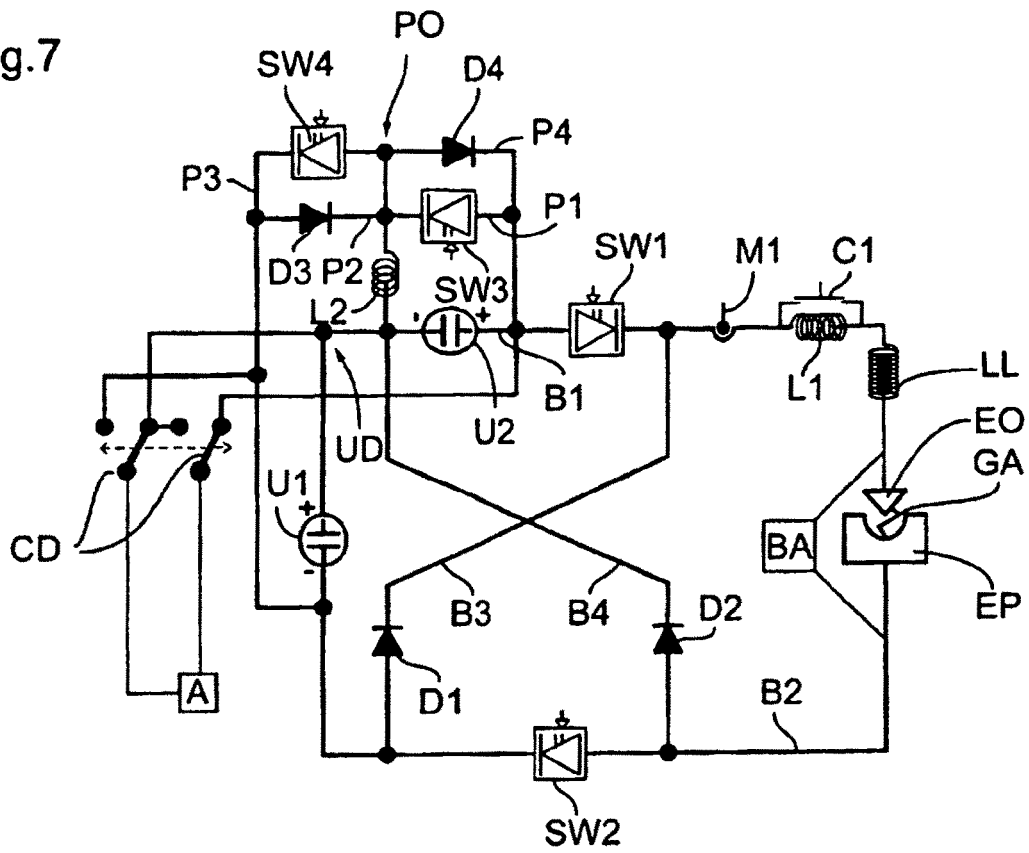 g.7
PO
SW4
D4
P4
P3
P1
D3
P2
SW3
SW1
M1
C1
L2
-
+
B1
L1
LL
U2
EO
UD
GA
U1
+
CD
-
BA
B3
B4
D2
EP
A
D1
B2
SW2